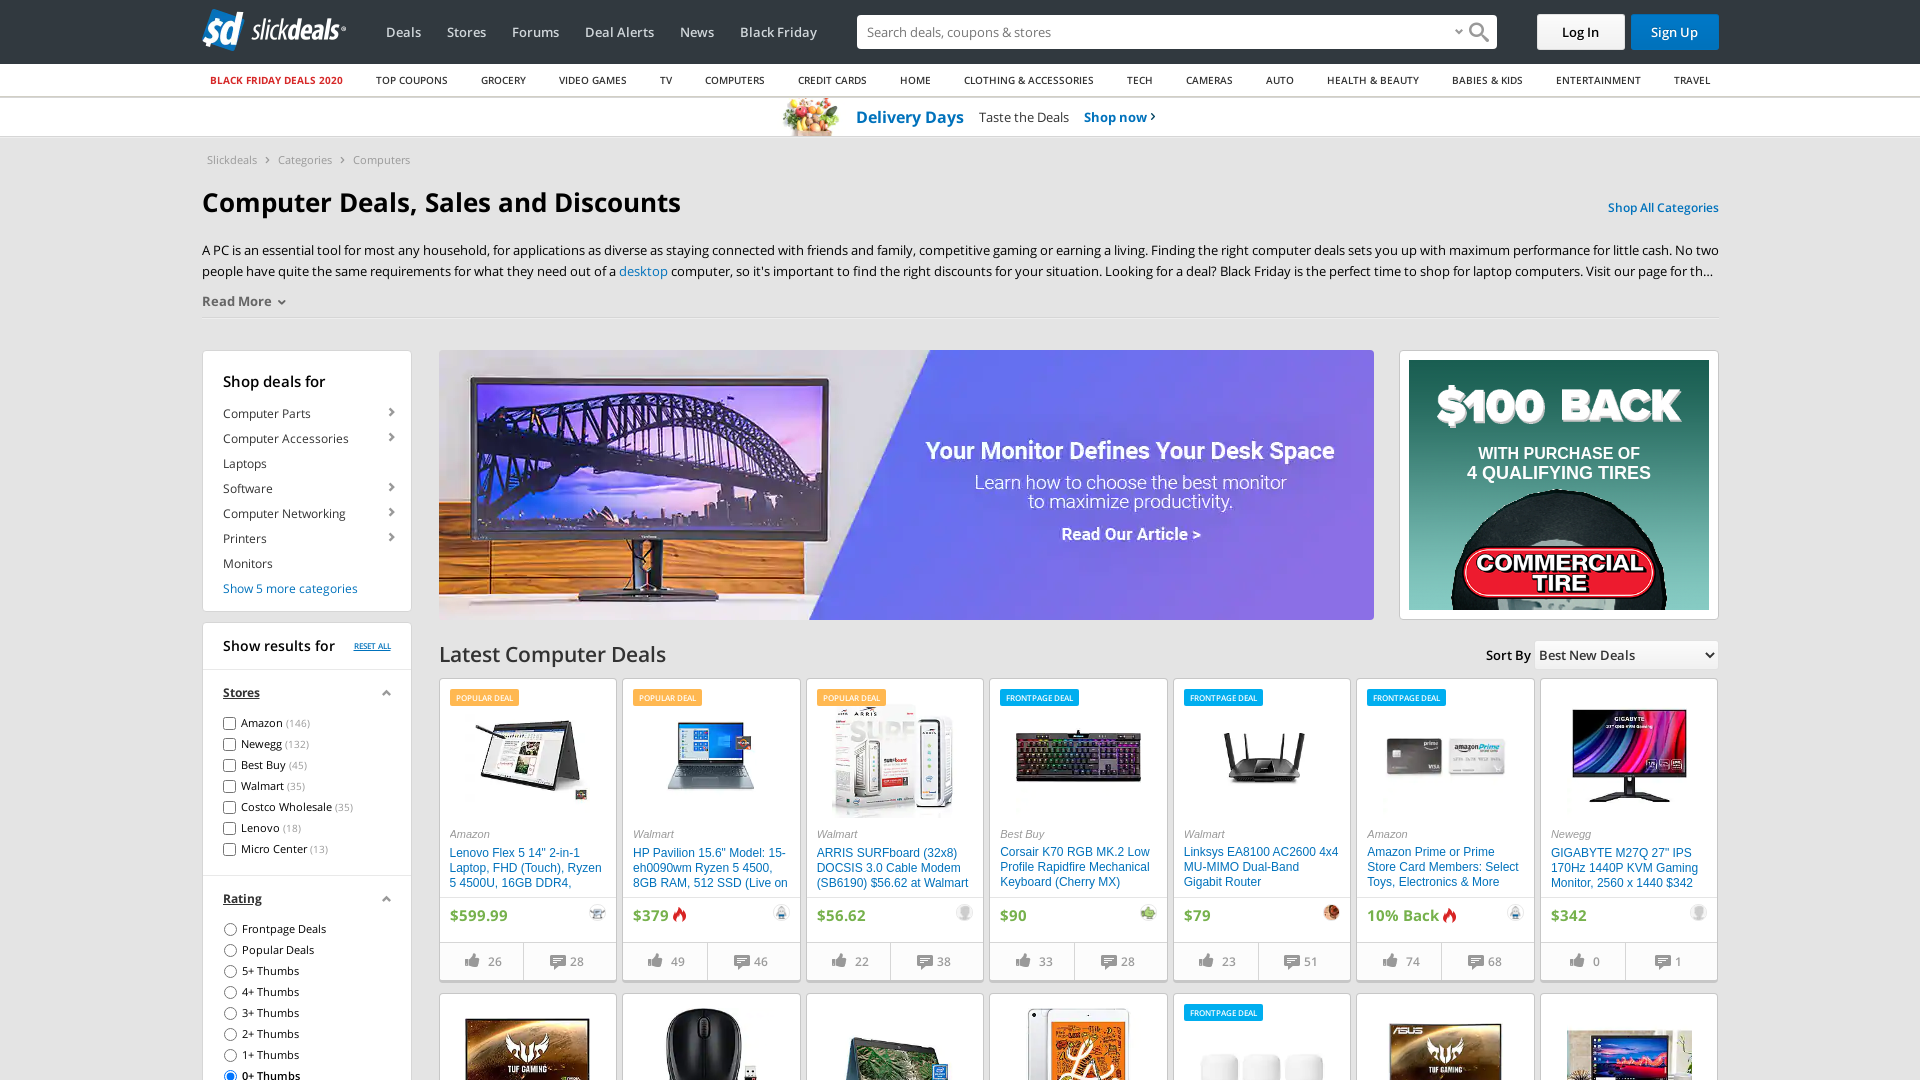 slickdeals
Deals
Stores
Forums
Deal Alerts
News
Black Friday
Search deals, coupons & stores
Log In
Sign Up
BLACK FRIDAY DEALS 2020
TOP COUPONS
GROCERY
VIDEO GAMES
TV
COMPUTERS
CREDIT CARDS
HOME
CLOTHING & ACCESSORIES
TECH
CAMERAS
AUTO
HEALTH & BEAUTY
BABIES & KIDS
ENTERTAINMENT
TRAVEL
Delivery Days Taste the Deals Shop now
Slickdeals > Categories > Computers
Computer Deals, Sales and Discounts
Shop All Categories
A PC is an essential tool for most any household, for applications as diverse as staying connected with friends and family, competitive gaming or earning a living. Finding the right computer deals sets you up with maximum performance for little cash. No two
people have quite the same requirements for what they need out of a desktop computer, so it's important to find the right discounts for your situation. Looking for a deal? Black Friday is the perfect time to shop for laptop computers. Visit our page for th...
Read More
Shop deals for
Computer Parts
Computer Accessories
Laptops
Software
Computer Networking
Printers
Monitors
Show 5 more categories
Your Monitor Defines Your Desk Space
Learn how to choose the best monitor
to maximize productivity.
Read Our Article >
$100 BACK
WITH PURCHASE OF
4 QUALIFYING TIRES
COMMERCIAL
TIRE
Show results for
RESET ALL
Stores
Amazon (146)
Newegg (132)
Best Buy (45)
Walmart (35)
Costco Wholesale (35)
Lenovo (18)
Micro Center (13)
Rating
Frontpage Deals
Popular Deals
5+ Thumbs
4+ Thumbs
3+ Thumbs
2+ Thumbs
1+ Thumbs
0+ Thumbs
Latest Computer Deals
Sort By Best New Deals
POPULAR DEAL
Amazon
Lenovo Flex 5 14" 2-in-1
Laptop, FHD (Touch), Ryzen
5 4500U, 16GB DDR4,
$599.99
26
28
POPULAR DEAL
Walmart
HP Pavilion 15.6" Model: 15-
eh0090wm Ryzen 5 4500,
8GB RAM, 512 SSD (Live on
$379
49
46
POPULAR DEAL
ARRIS
SURF
Walmart
ARRIS SURFboard (32x8)
DOCSIS 3.0 Cable Modem
(SB6190) $56.62 at Walmart
$56.62
22
38
FRONTPAGE DEAL
Best Buy
Corsair K70 RGB MK.2 Low
Profile Rapidfire Mechanical
Keyboard (Cherry MX)
$90
33
28
FRONTPAGE DEAL
Walmart
Linksys EA8100 AC2600 4x4
MU-MIMO Dual-Band
Gigabit Router
$79
23
51
FRONTPAGE DEAL
prime
amazonPrime
VISA
Amazon
Amazon Prime or Prime
Store Card Members: Select
Toys, Electronics & More
10% Back
74
68
GIGABYTE
Newegg
GIGABYTE M27Q 27" IPS
170Hz 1440P KVM Gaming
Monitor, 2560 x 1440 $342
$342
0
1
TUF GAMING
FRONTPAGE DEAL
ASUS
TUF GAMING